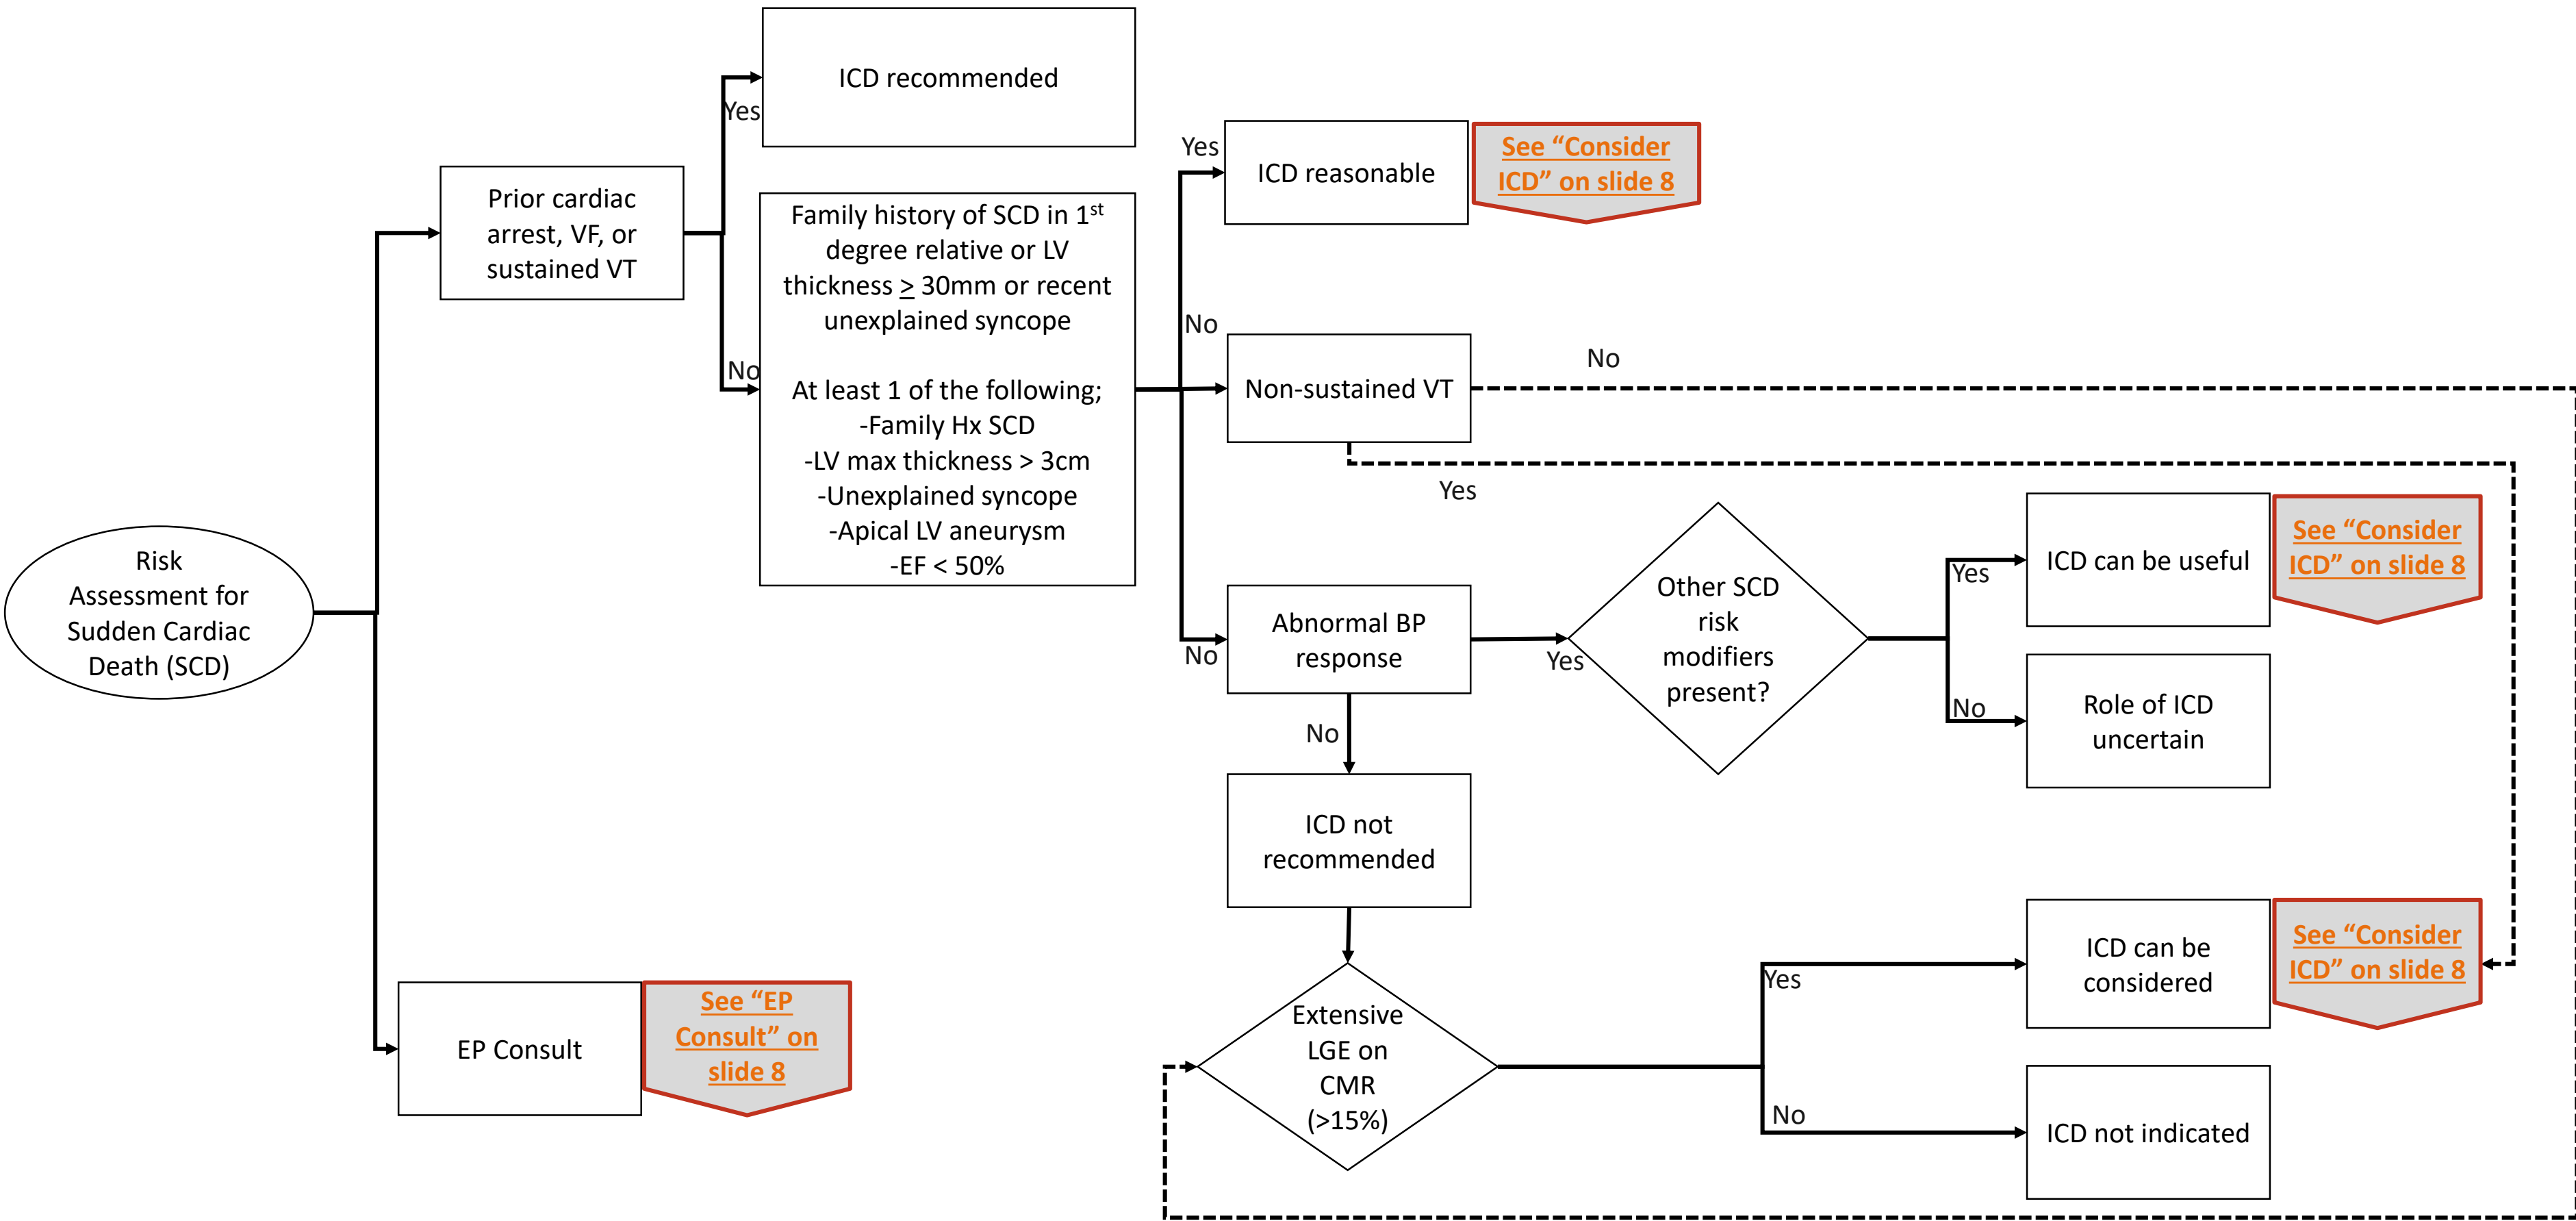 ICD recommended
Yes
Prior cardiac
arrest, VF, or
sustained VT
No
Family history of SCD in 1st
degree relative or LV
thickness ≥ 30mm or recent
unexplained syncope
At least 1 of the following;
-Family Hx SCD
-LV max thickness > 3cm
-Unexplained syncope
-Apical LV aneurysm
-EF < 50%
Risk
Assessment for
Sudden Cardiac
Death (SCD)
EP Consult
See “EP
Consult” on
slide 8
Yes
ICD reasonable
See “Consider
ICD” on slide 8
No
Non-sustained VT
No
Yes
No
Abnormal BP
response
Yes
Other SCD
risk
modifiers
present?
Yes
ICD can be useful
See “Consider
ICD” on slide 8
No
Role of ICD
uncertain
No
ICD not
recommended
Extensive
LGE on
CMR
(>15%)
Yes
ICD can be
considered
See “Consider
ICD” on slide 8
No
ICD not indicated